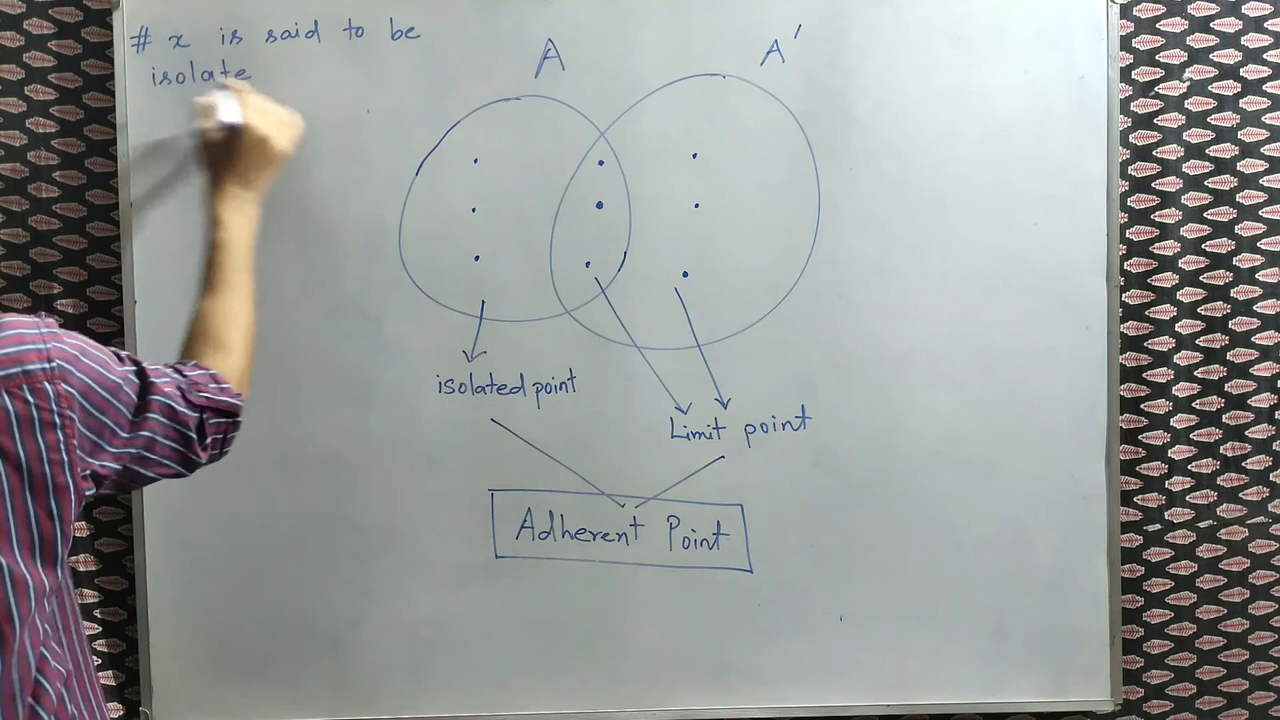 # x is said to be
isolate
A
A'
isolated point
Limit point
Adherent Point